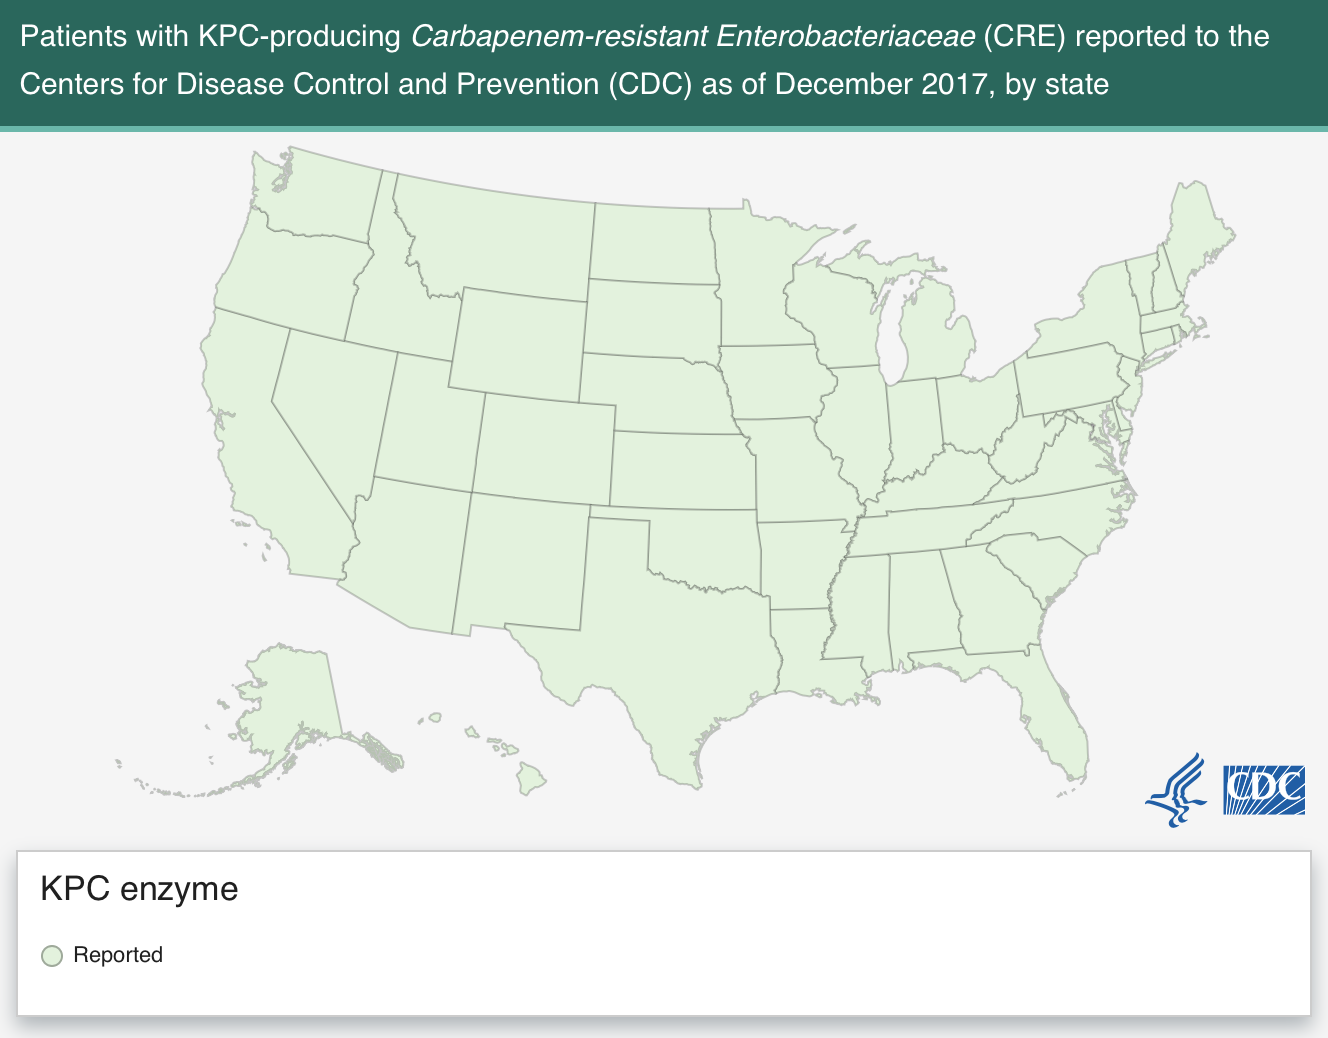 Patients with KPC-producing Carbapenem-resistant Enterobacteriaceae (CRE) reported to the
Centers for Disease Control and Prevention (CDC) as of December 2017, by state
CDC
KPC enzyme
Reported